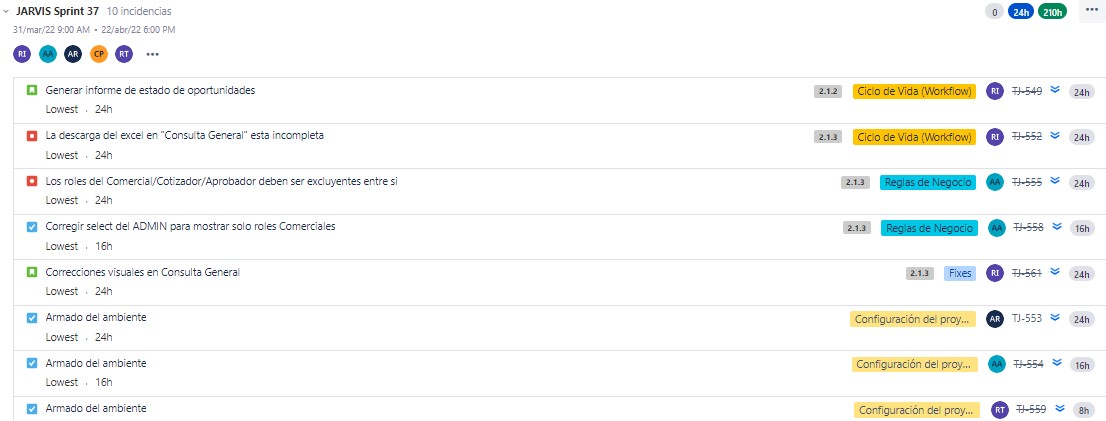 JARVIS Sprint 37 10 incidencias 0 24h 210h
31/mar/22 9:00 AM • 22/abr/22 6:00 PM
RI AA AR CP RT
Generar informe de estado de oportunidades 2.1.2 Ciclo de Vida (Workflow) RI TJ-549 24h
Lowest . 24h
La descarga del excel en "Consulta General" esta incompleta 2.1.3 Ciclo de Vida (Workflow) RI TJ-552 24h
Lowest . 24h
Los roles del Comercial/Cotizador/Aprobador deben ser excluyentes entre si 2.1.3 Reglas de Negocio AA TJ-555 24h
Lowest . 24h
Corregir select del ADMIN para mostrar solo roles Comerciales 2.1.3 Reglas de Negocio AA TJ-558 16h
Lowest . 16h
Correcciones visuales en Consulta General 2.1.3 Fixes RI TJ-561 24h
Lowest . 24h
Armado del ambiente Configuración del proy... AR TJ-553 24h
Lowest . 24h
Armado del ambiente Configuración del proy... AA TJ-554 16h
Lowest . 16h
Armado del ambiente Configuración del proy... RT TJ-559 8h